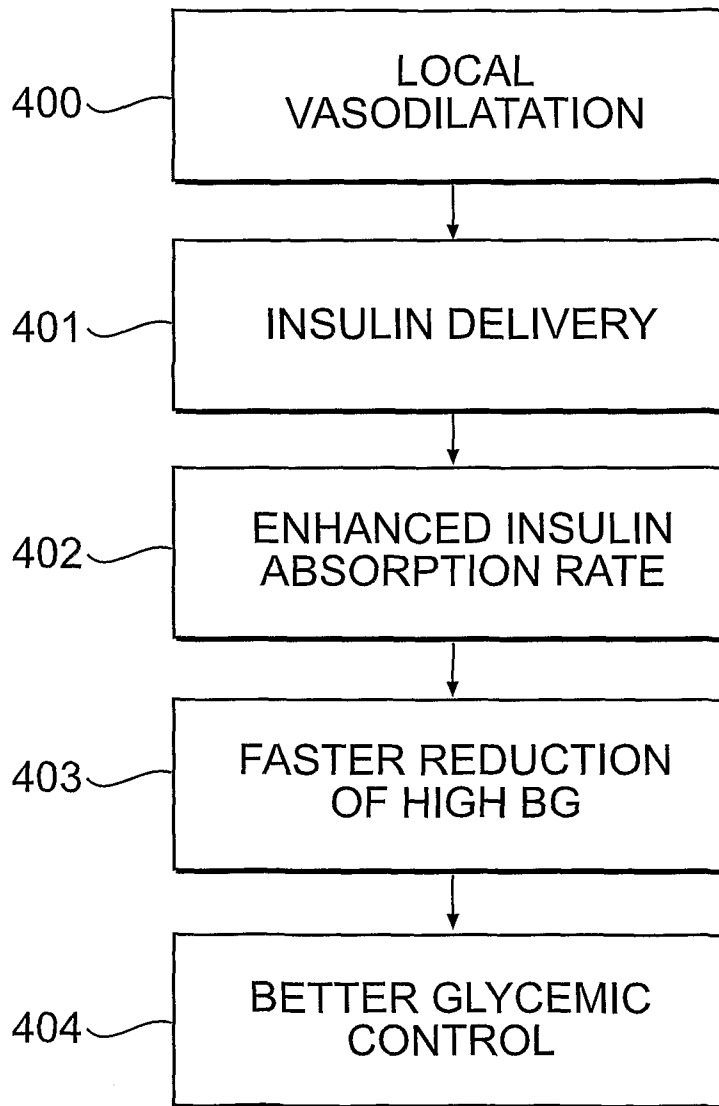 400
LOCAL
VASODILATATION
401
INSULIN DELIVERY
402
ENHANCED INSULIN
ABSORPTION RATE
403
FASTER REDUCTION
OF HIGH BG
404
BETTER GLYCEMIC
CONTROL